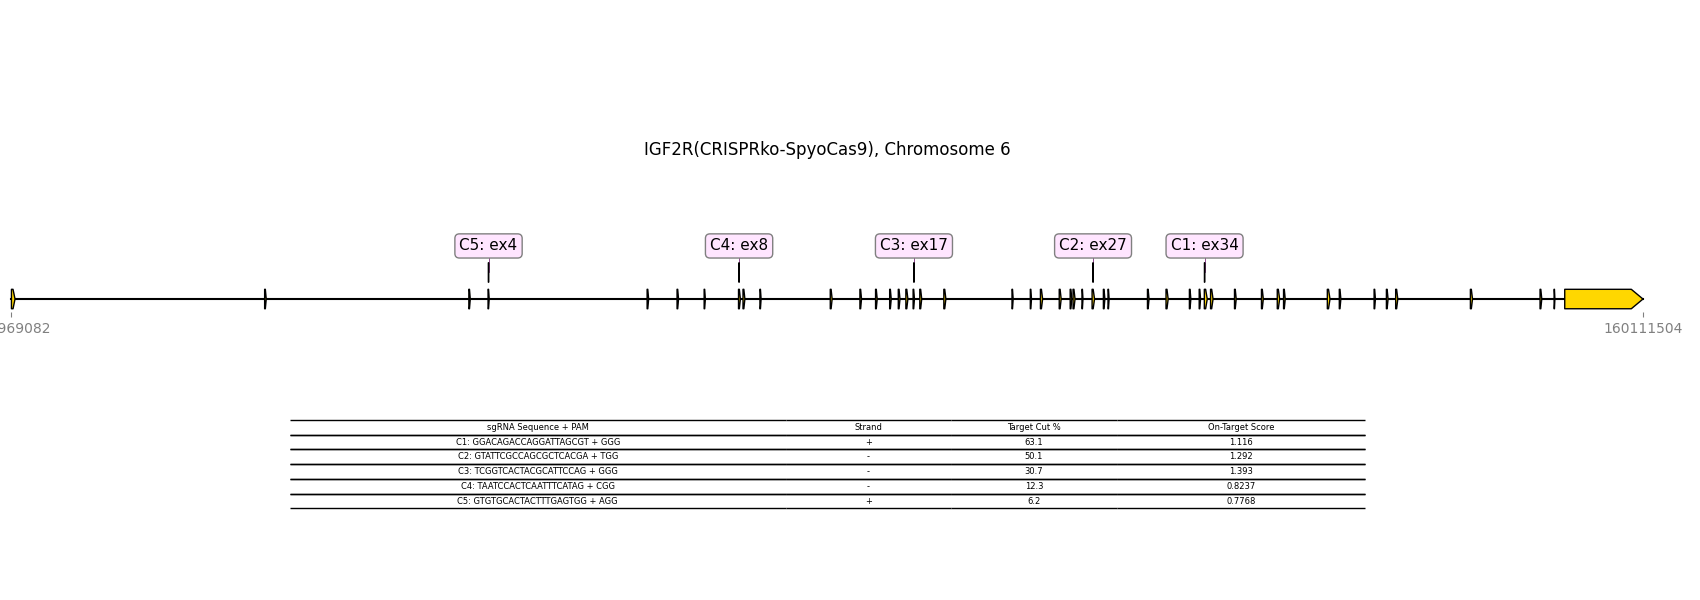 IGF2R(CRISPRko-SpyoCas9), Chromosome 6
C5: ex4 C4: ex8 C3: ex17 C2: ex27 C1: ex34
969082 160111504
sgRNA Sequence + PAM Strand Target Cut % On-Target Score
C1: GGACAGACCAGGATTAGCGT + GGG + 63.1 1.116
C2: GTATTCGCCAGCGCTCACGA + TGG - 50.1 1.292
C3: TCGGTCACTACGCATTCCAG + GGG - 30.7 1.393
C4: TAATCCACTCAATTTCATAG + CGG - 12.3 0.8237
C5: GTGTGCACTACTTTGAGTGG + AGG + 6.2 0.7768